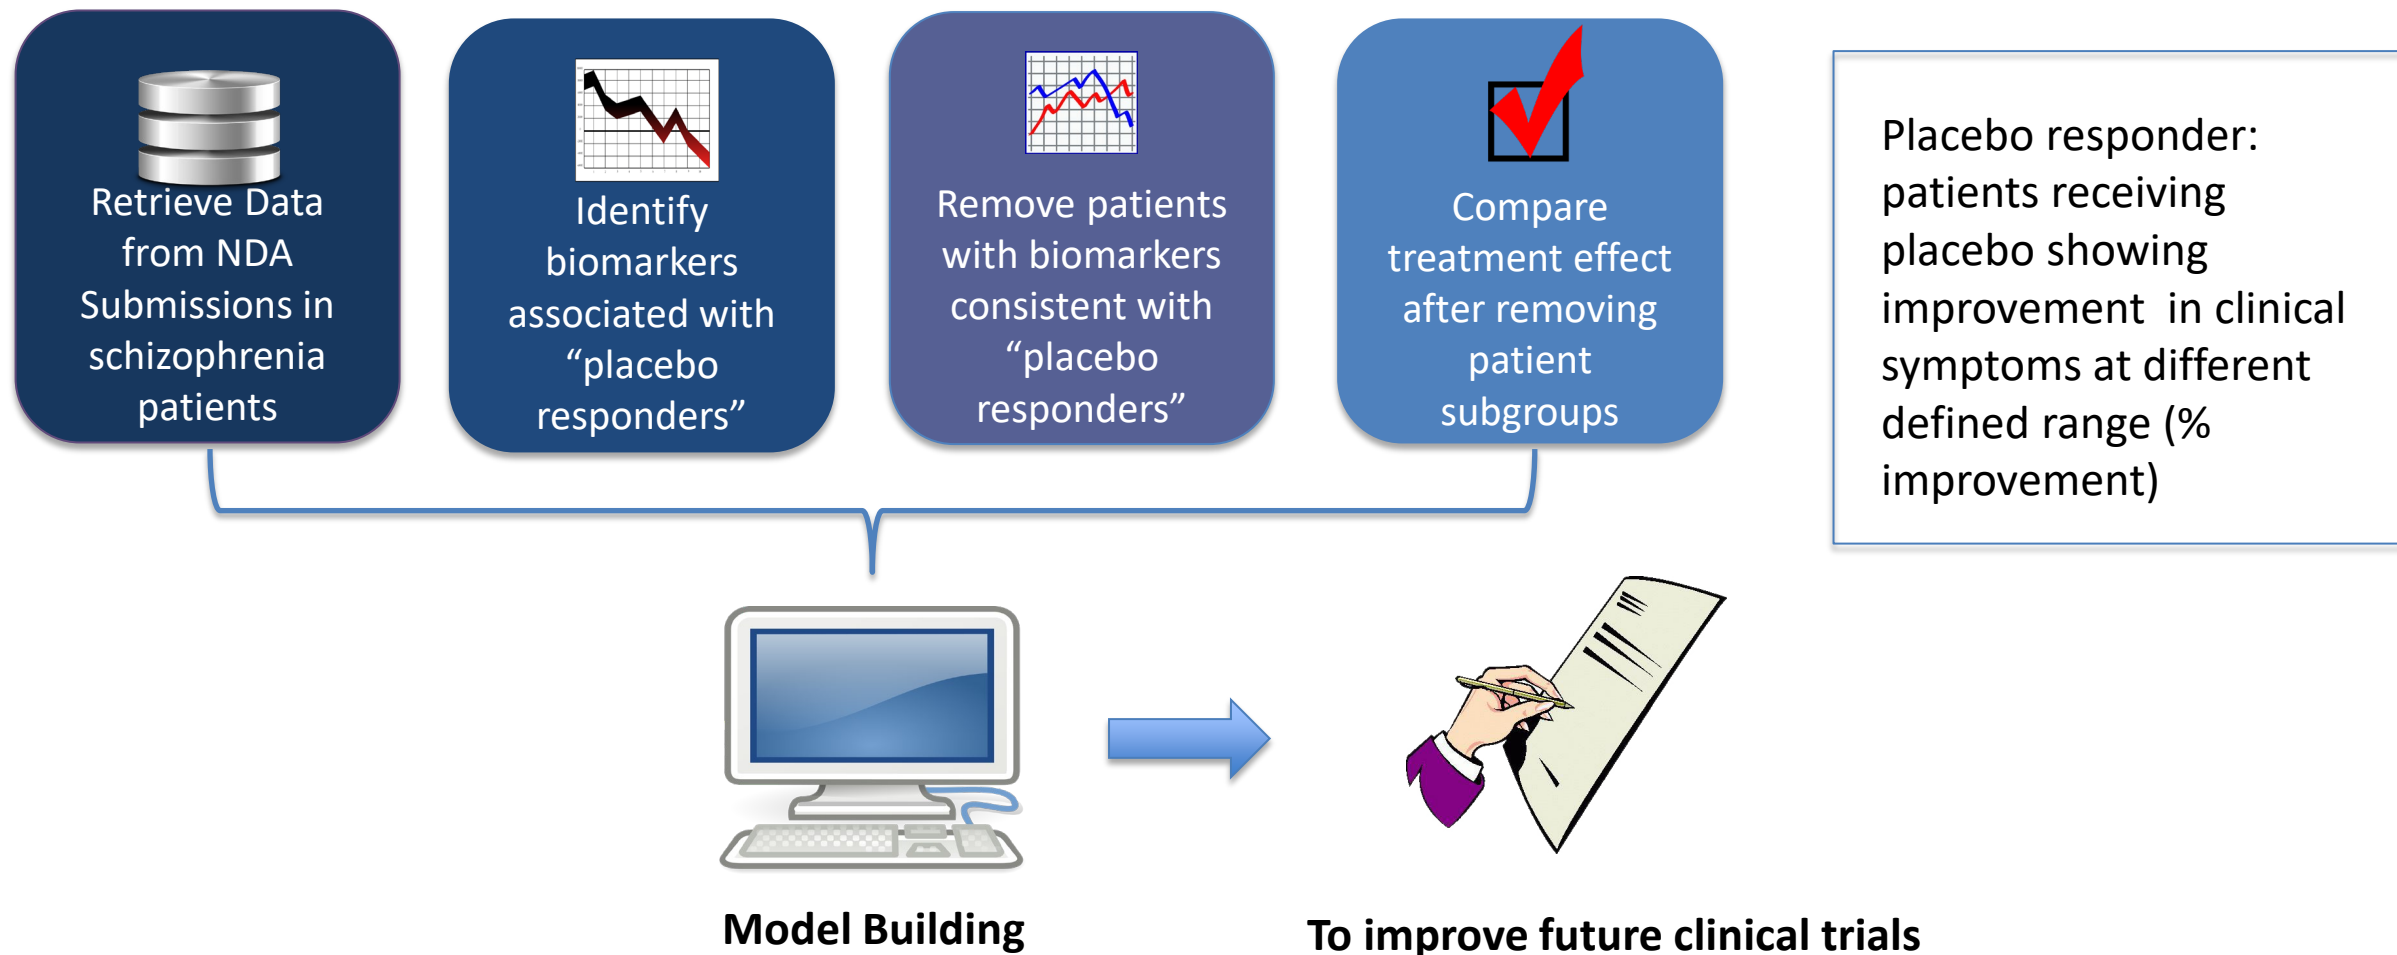 Retrieve Data
from NDA
Submissions in
schizophrenia
patients
Identify
biomarkers
associated with
“placebo
responders”
Remove patients
with biomarkers
consistent with
“placebo
responders”
Compare
treatment effect
after removing
patient
subgroups
Placebo responder:
patients receiving
placebo showing
improvement  in clinical
symptoms at different
defined range (%
improvement)
Model Building
To improve future clinical trials